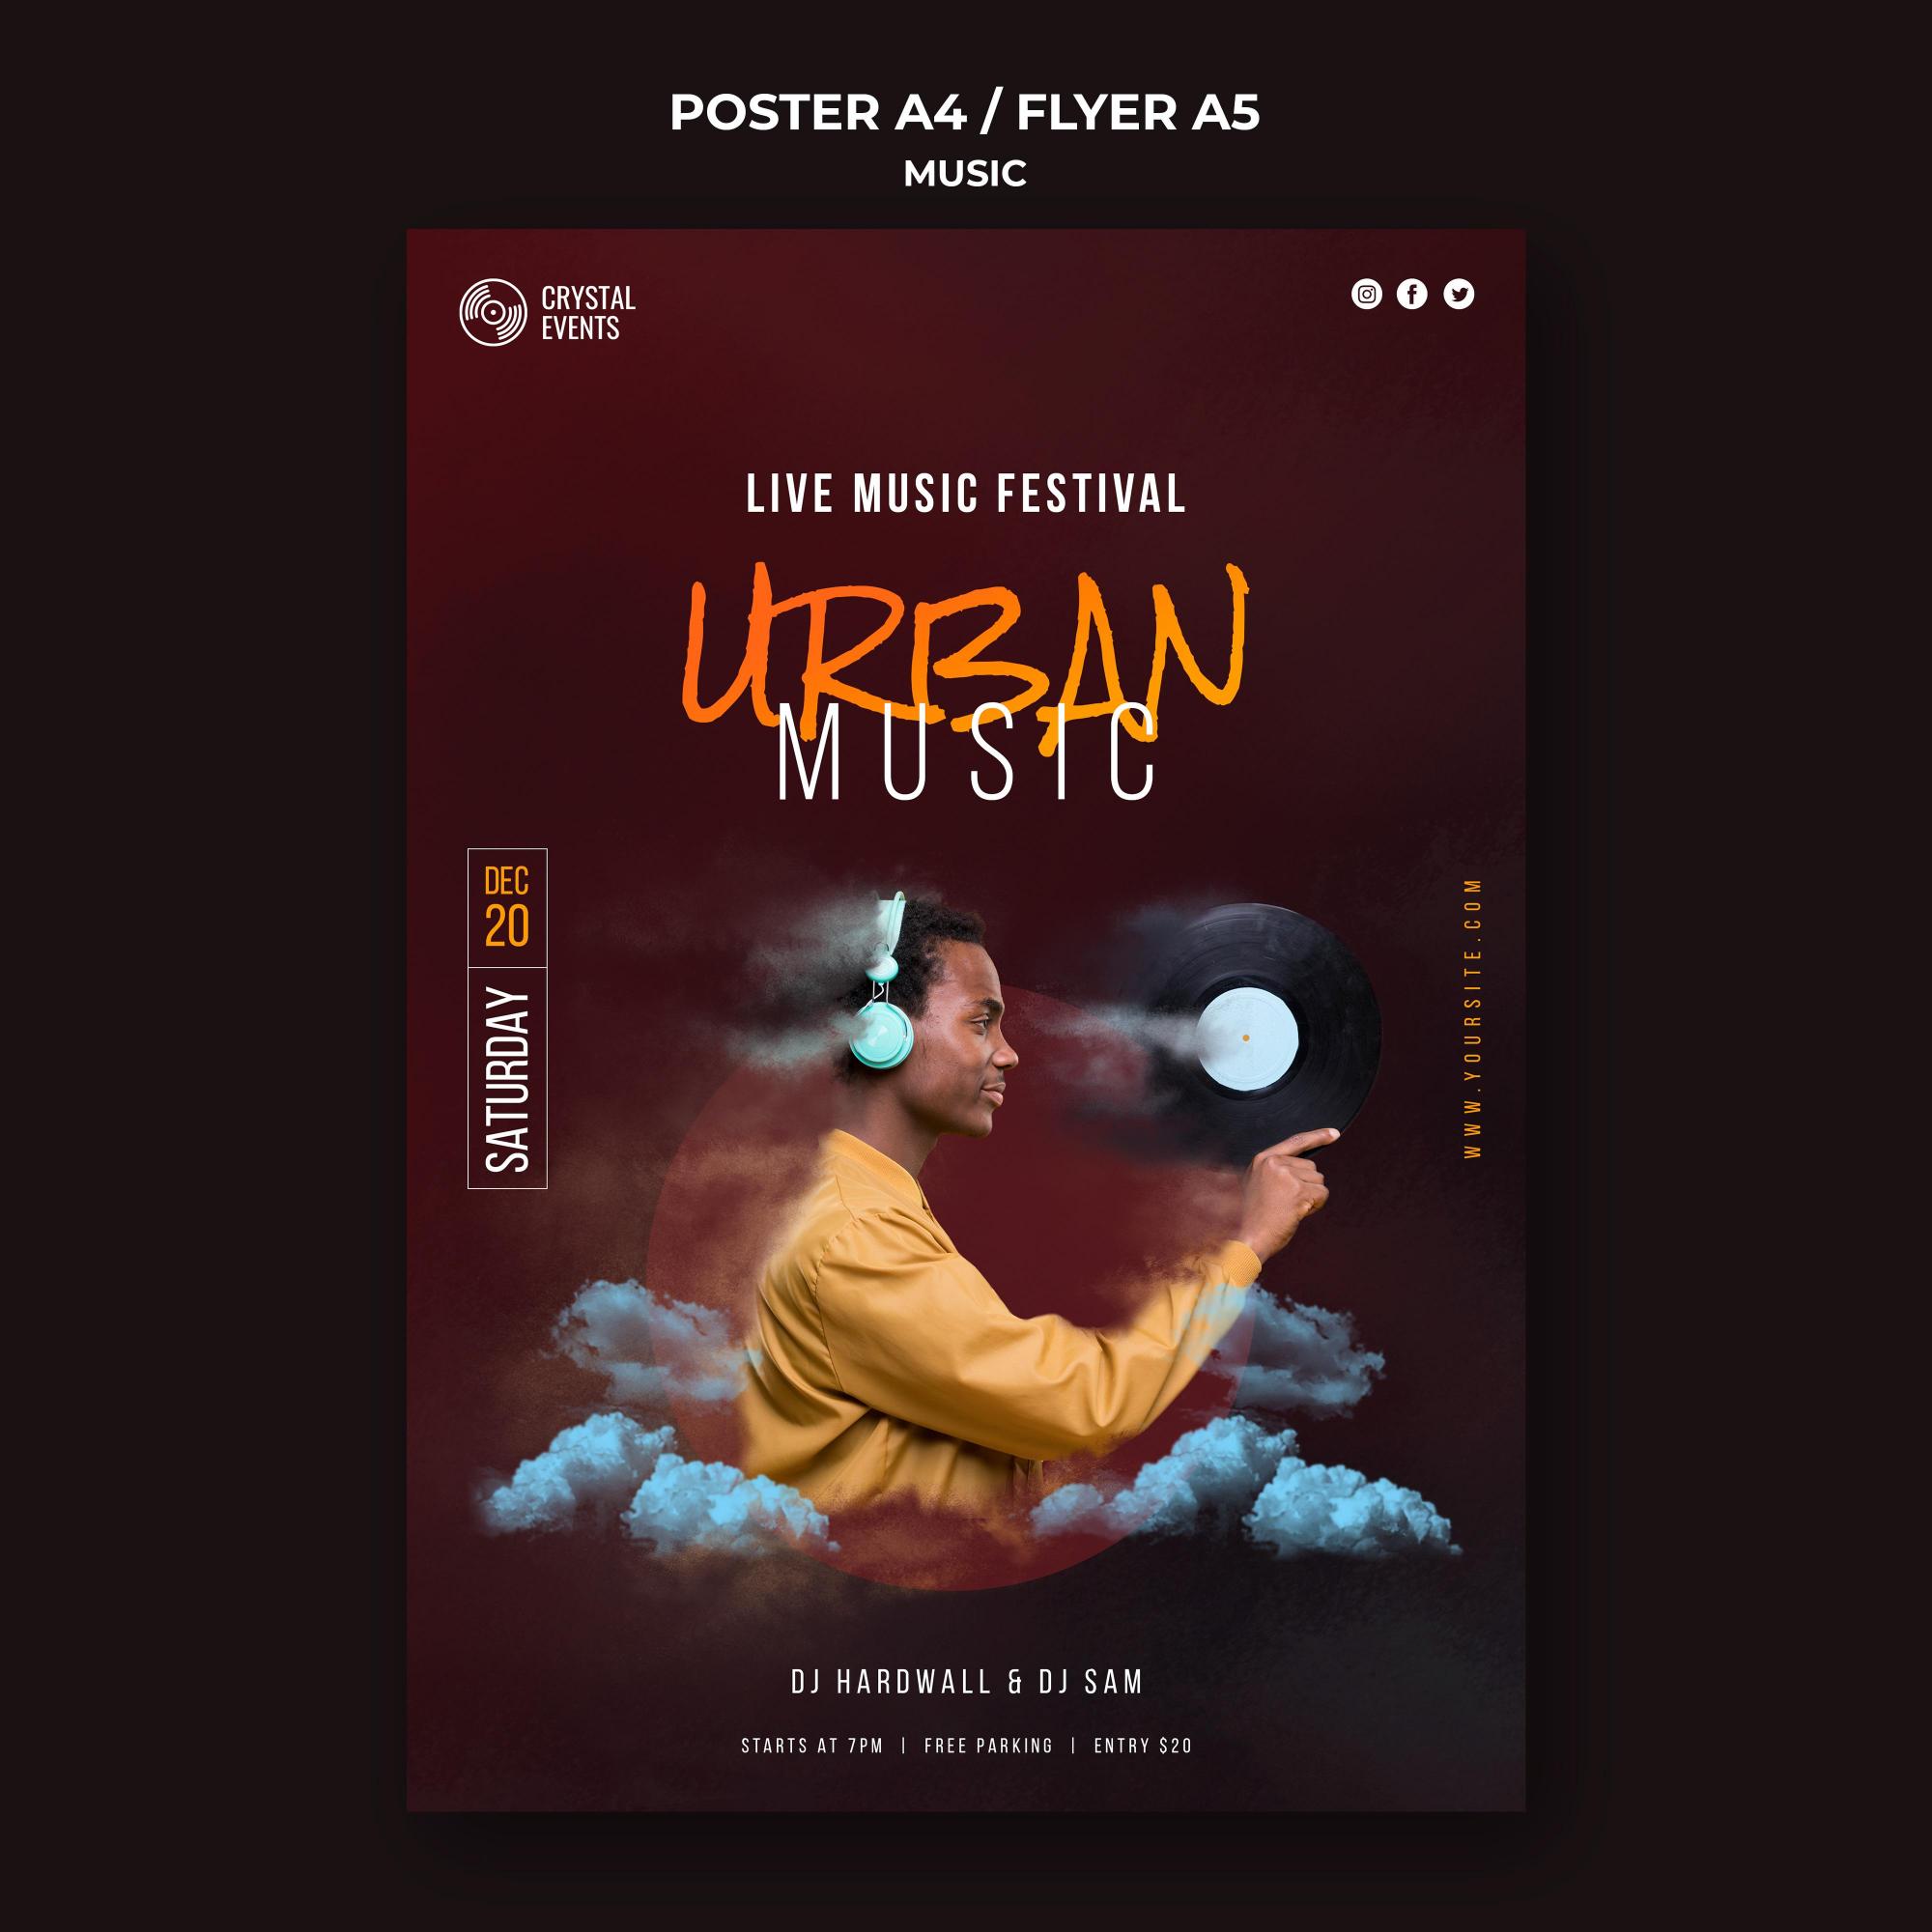 POSTER A4 / FLYER A5
MUSIC
CRYSTAL
EVENTS
LIVE MUSIC FESTIVAL
URBAN
MUSIC
DEC
20
SATURDAY
WWW.YOURSITE.COM
DJ HARDWALL & DJ SAM
STARTS AT 7PM | FREE PARKING | ENTRY $20